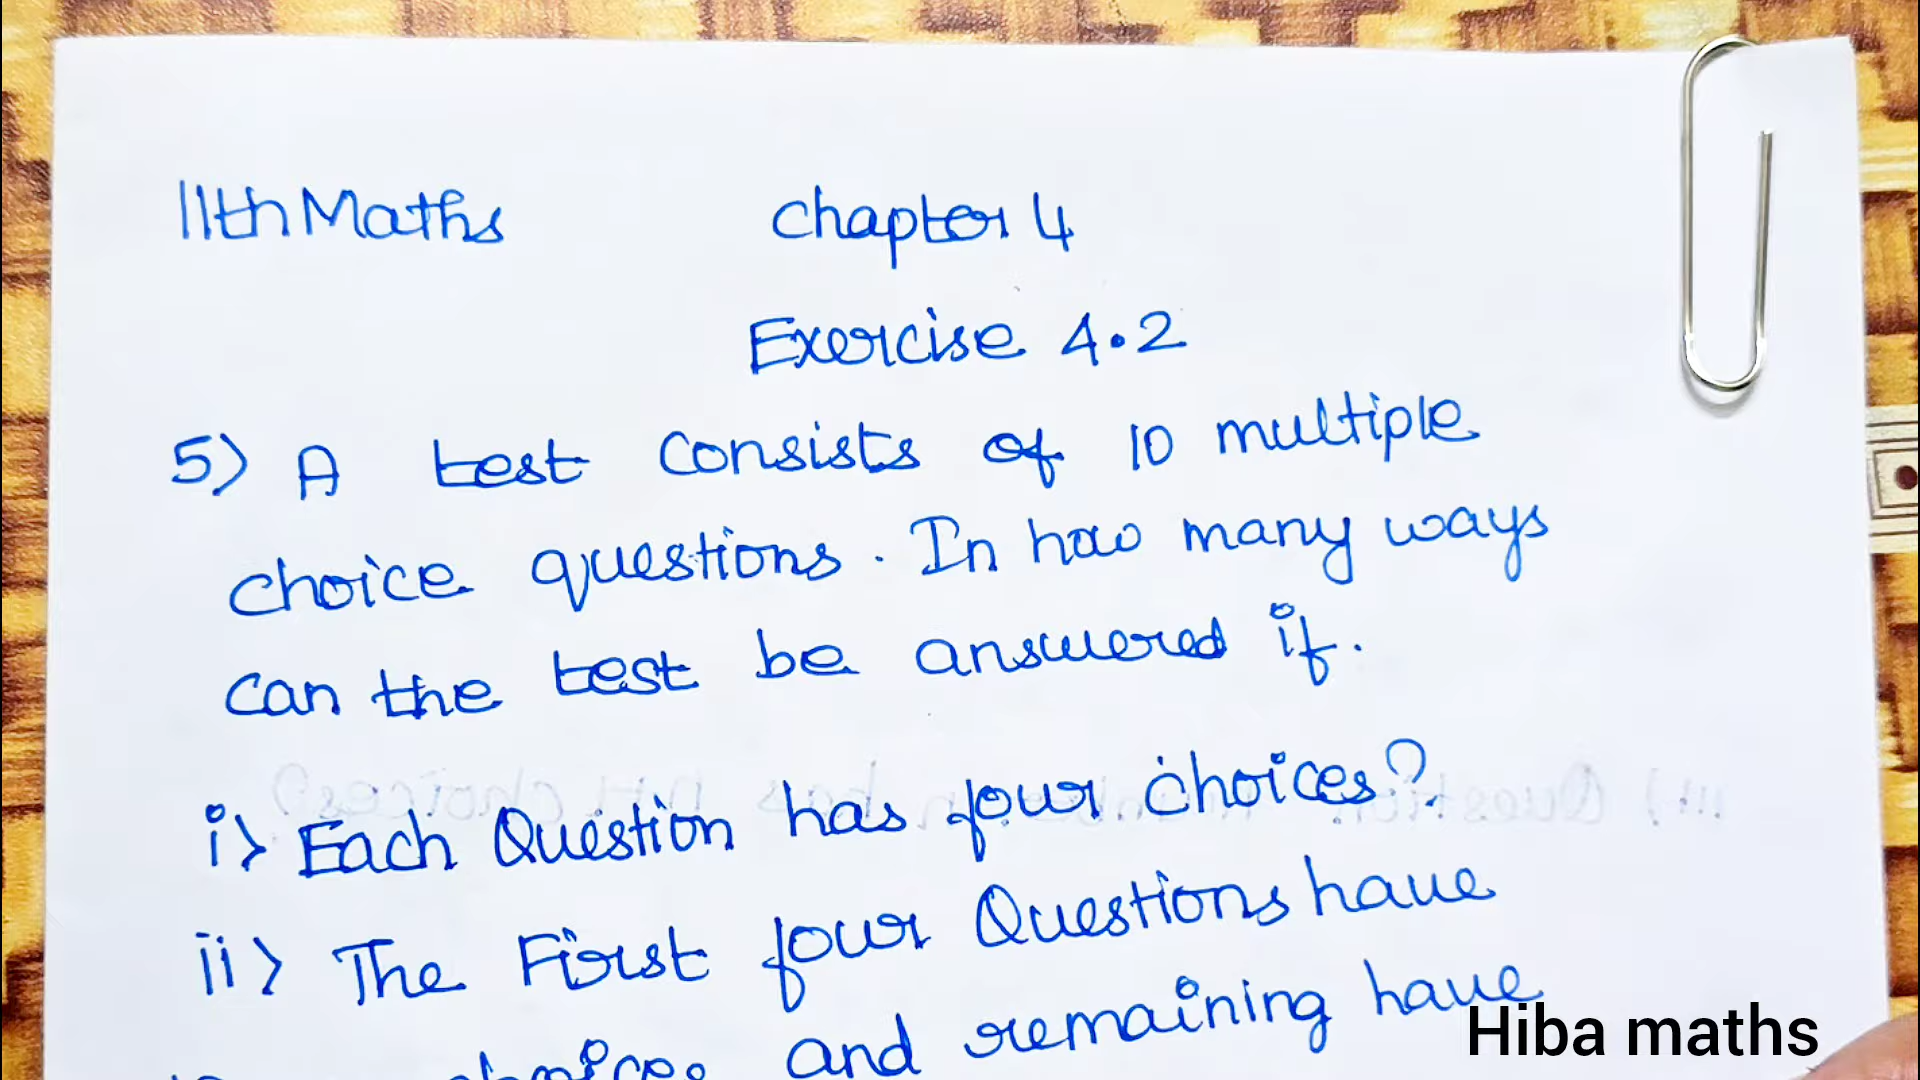 11th Maths chapter 4
Exercise 4.2
5) A test consists of 10 multiple
choice questions. In how many ways
can the test be answered if.
i) Each Question has four choices?
ii) The First four Questions have
choices and remaining have
Hiba maths